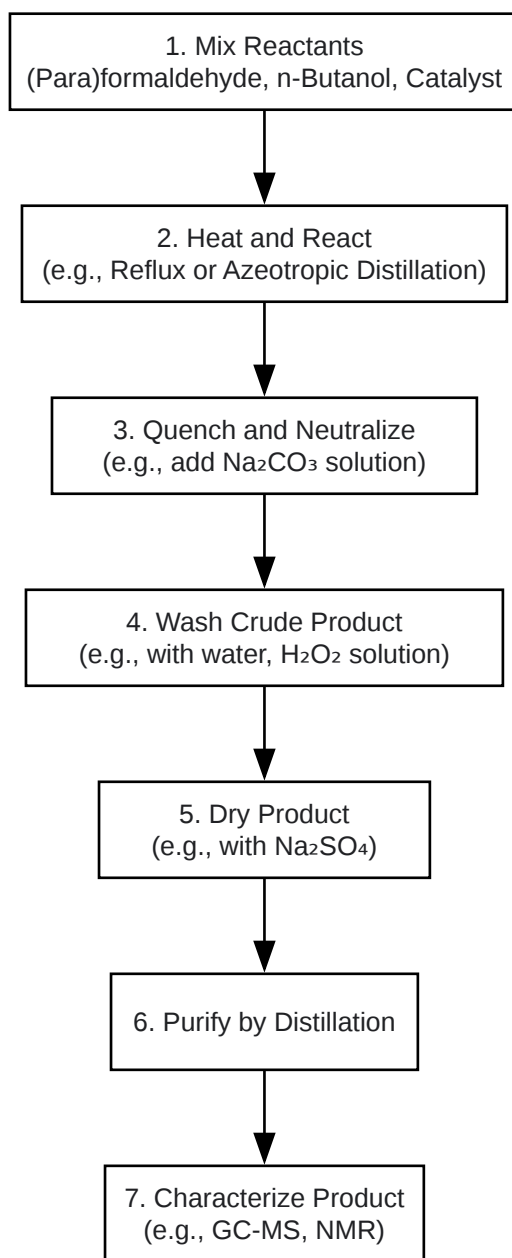 1. Mix Reactants
(Para)formaldehyde, n-Butanol, Catalyst
2. Heat and React
(e.g., Reflux or Azeotropic Distillation)
3. Quench and Neutralize
(e.g., add Na₂CO₃ solution)
4. Wash Crude Product
(e.g., with water, H₂O₂ solution)
5. Dry Product
(e.g., with Na₂SO₄)
6. Purify by Distillation
7. Characterize Product
(e.g., GC-MS, NMR)